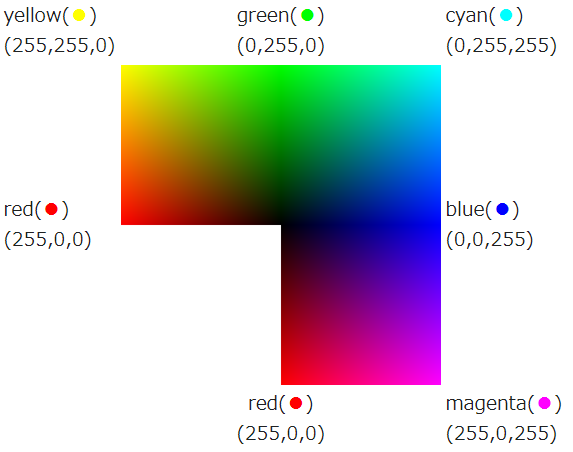 yellow(●)
(255,255,0)
green(●)
(0,255,0)
cyan(●)
(0,255,255)
red(●)
(255,0,0)
blue(●)
(0,0,255)
red(●)
(255,0,0)
magenta(●)
(255,0,255)